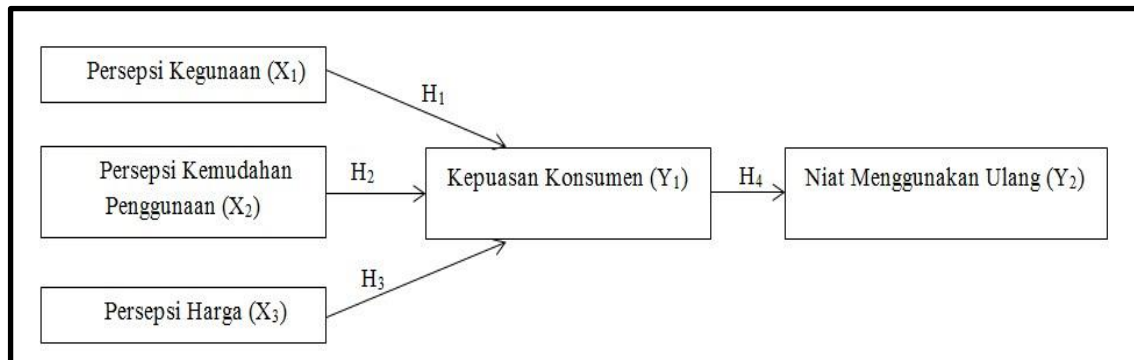 Persepsi Kegunaan (X₁)
H₁
Persepsi Kemudahan
Penggunaan (X₂)
H₂
Kepuasan Konsumen (Y₁)
H₄
Niat Menggunakan Ulang (Y₂)
H₃
Persepsi Harga (X₃)